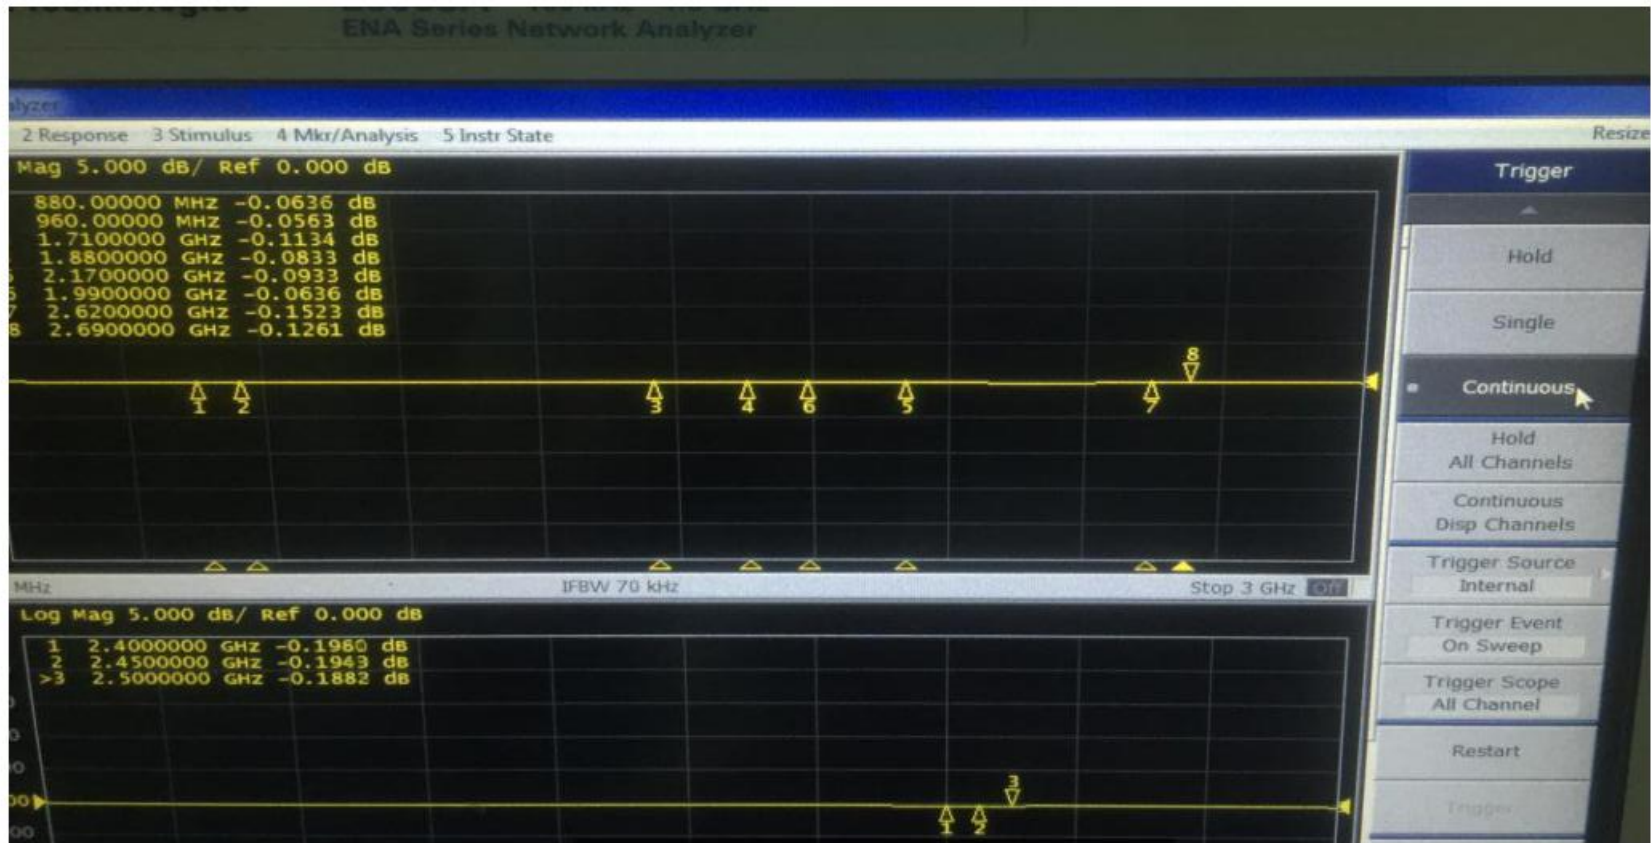 ENA Series Network Analyzer
alyzer
2 Response 3 Stimulus 4 Mkr/Analysis 5 Instr State Resize
Mag 5.000 dB/ Ref 0.000 dB
880.00000 MHz -0.0636 dB
960.00000 MHz -0.0563 dB
1.7100000 GHz -0.1134 dB
1.8800000 GHz -0.0833 dB
2.1700000 GHz -0.0933 dB
1.9900000 GHz -0.0636 dB
7 2.6200000 GHz -0.1523 dB
8 2.6900000 GHz -0.1261 dB
8
1 2 3 4 6 5 7
MHz IFBW 70 kHz Stop 3 GHz Off
Log Mag 5.000 dB/ Ref 0.000 dB
1 2.4000000 GHz -0.1980 dB
2 2.4500000 GHz -0.1943 dB
>3 2.5000000 GHz -0.1882 dB
3
1 2
Trigger
Hold
Single
Continuous
Hold
All Channels
Continuous
Disp Channels
Trigger Source
Internal
Trigger Event
On Sweep
Trigger Scope
All Channel
Restart
Trigger